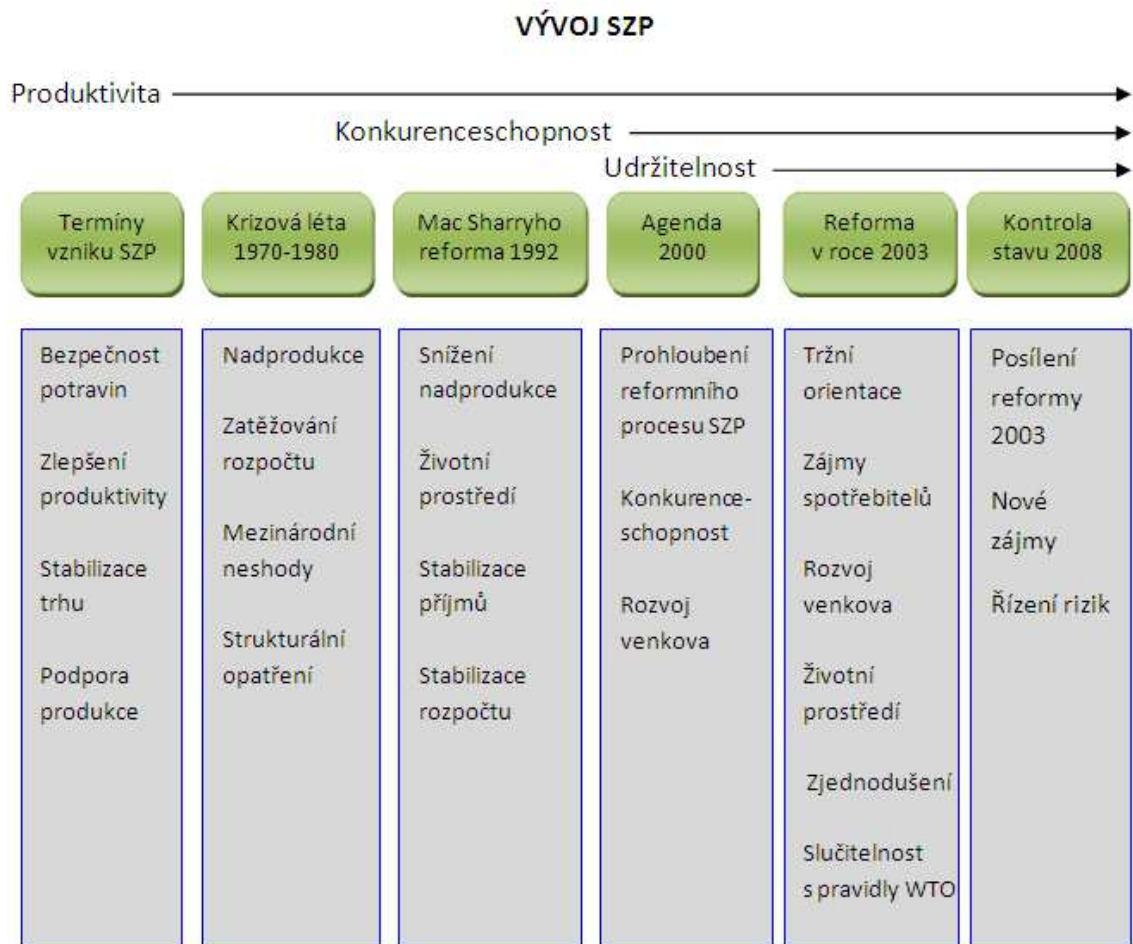 VÝVOJ SZP
Produktivita
Konkurenceschopnost
Udržitelnost
Termíny
vzniku SZP
Krizová léta
1970-1980
Mac Sharryho
reforma 1992
Agenda
2000
Reforma
v roce 2003
Kontrola
stavu 2008
Bezpečnost
potravin
Zlepšení
produktivity
Stabilizace
trhu
Podpora
produkce
Nadprodukce
Zatěžování
rozpočtu
Mezinárodní
neshody
Strukturální
opatření
Snížení
nadprodukce
Životní
prostředí
Stabilizace
příjmů
Stabilizace
rozpočtu
Prohloubení
reformního
procesu SZP
Konkurence-
schopnost
Rozvoj
venkova
Tržní
orientace
Zájmy
spotřebitelů
Rozvoj
venkova
Životní
prostředí
Zjednodušení
Slučitelnost
s pravidly WTO
Posílení
reformy
2003
Nové
zájmy
Řízení rizik